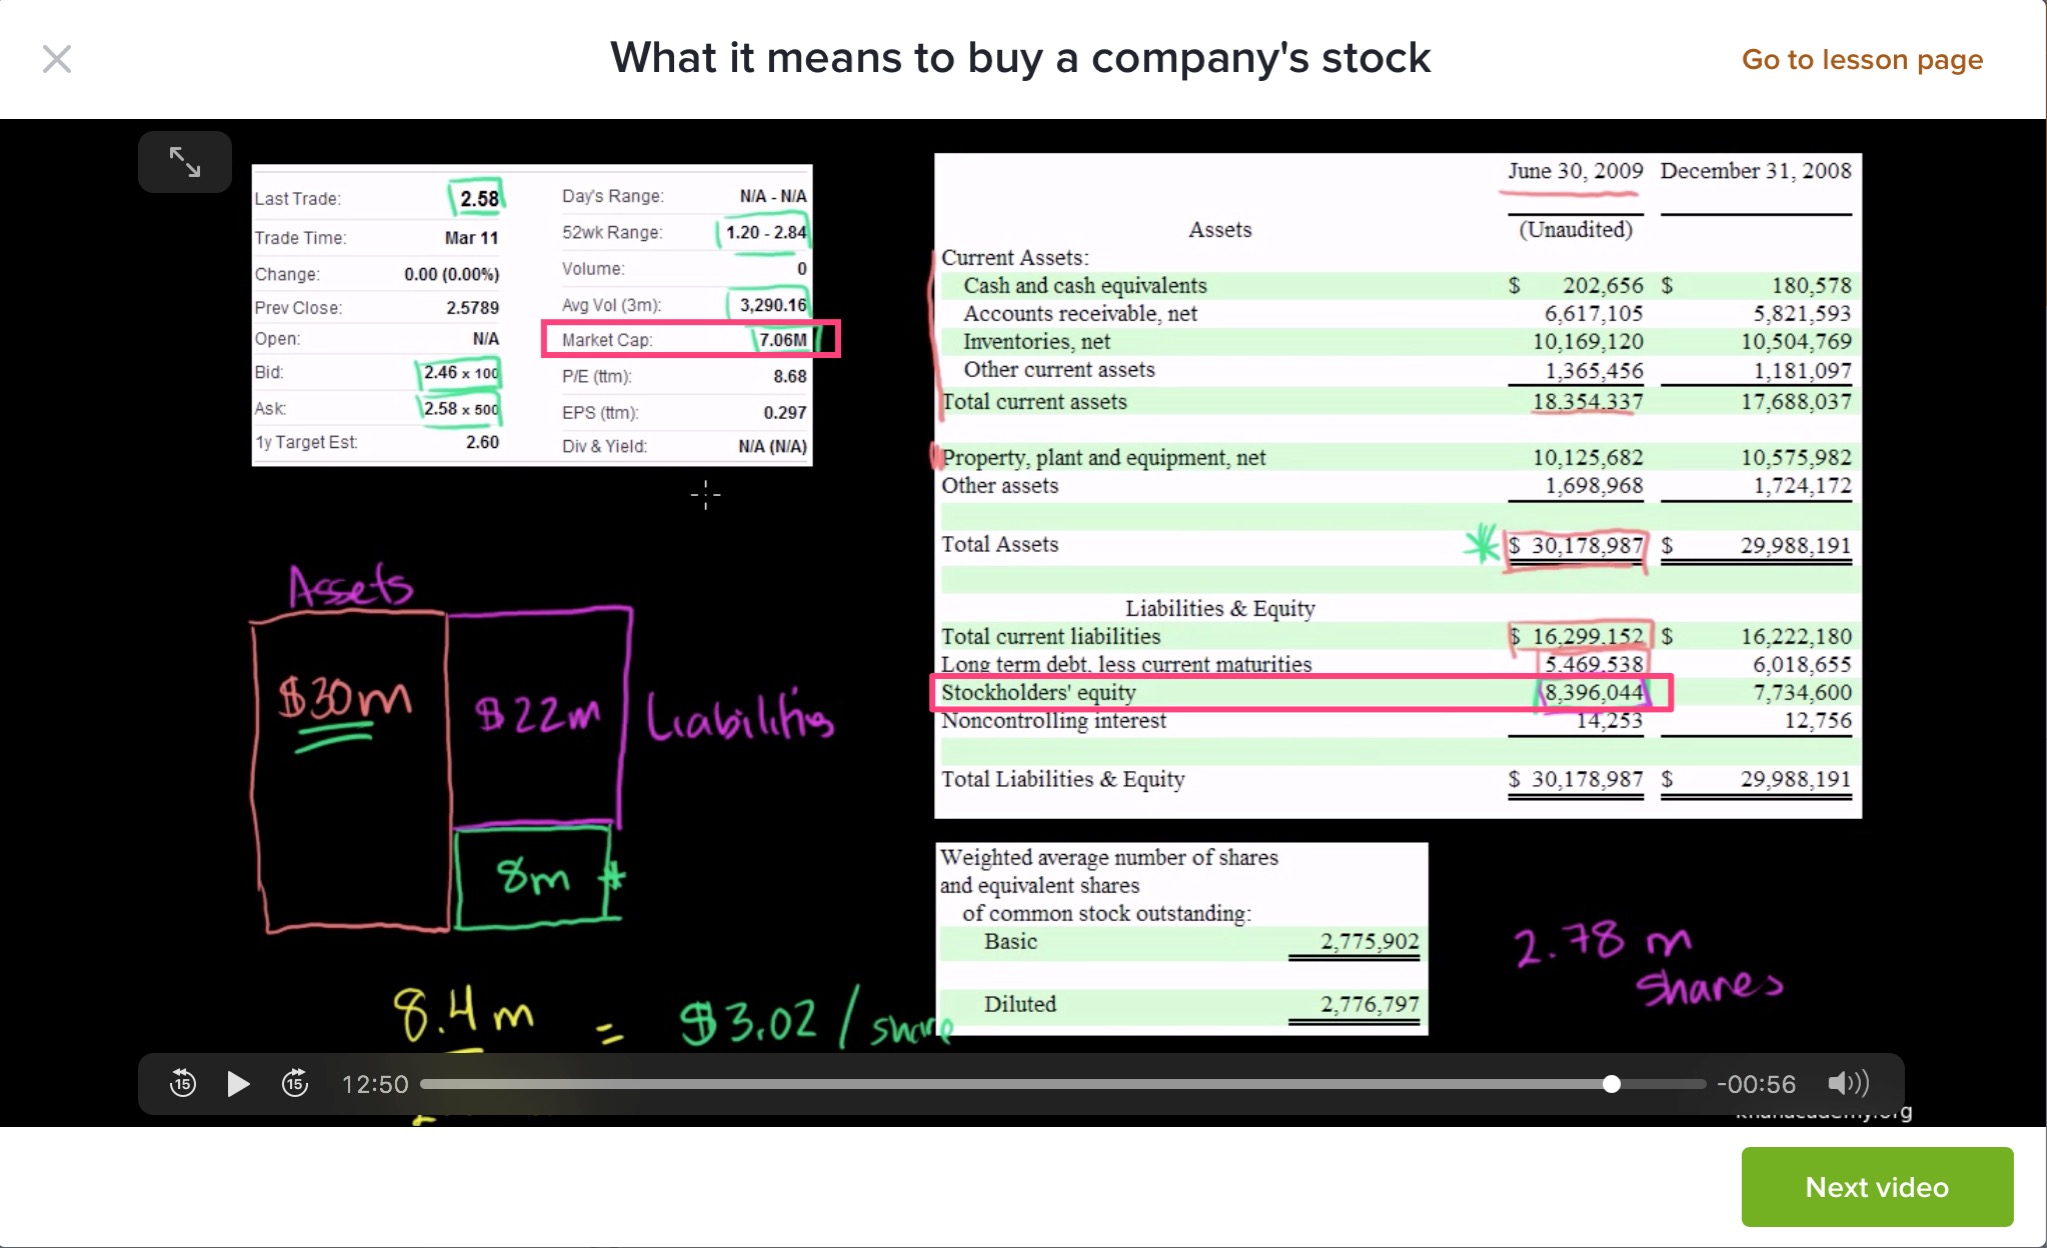 What it means to buy a company's stock
Go to lesson page
Last Trade: 2.58
Trade Time: Mar 11
Change: 0.00 (0.00%)
Prev Close: 2.5789
Open: N/A
Bid: 2.46 x 100
Ask: 2.58 x 500
1y Target Est: 2.60
Day's Range: N/A - N/A
52wk Range: 1.20 - 2.84
Volume: 0
Avg Vol (3m): 3,290.16
Market Cap: 7.06M
P/E (ttm): 8.68
EPS (ttm): 0.297
Div & Yield: N/A (N/A)
June 30, 2009 December 31, 2008
Assets (Unaudited)
Current Assets:
Cash and cash equivalents $ 202,656 $ 180,578
Accounts receivable, net 6,617,105 5,821,593
Inventories, net 10,169,120 10,504,769
Other current assets 1,365,456 1,181,097
Total current assets 18,354,337 17,688,037
Property, plant and equipment, net 10,125,682 10,575,982
Other assets 1,698,968 1,724,172
Total Assets $ 30,178,987 $ 29,988,191
Liabilities & Equity
Total current liabilities $ 16,299,152 $ 16,222,180
Long term debt, less current maturities 5,469,538 6,018,655
Stockholders' equity 8,396,044 7,734,600
Noncontrolling interest 14,253 12,756
Total Liabilities & Equity $ 30,178,987 $ 29,988,191
Assets
$30m
$22m Liabilities
8m *
Weighted average number of shares
and equivalent shares
of common stock outstanding:
Basic 2,775,902
Diluted 2,776,797
2.78 m
shares
8.4 m = $3.02 / share
15 15 12:50 -00:56
khanacademy.org
Next video